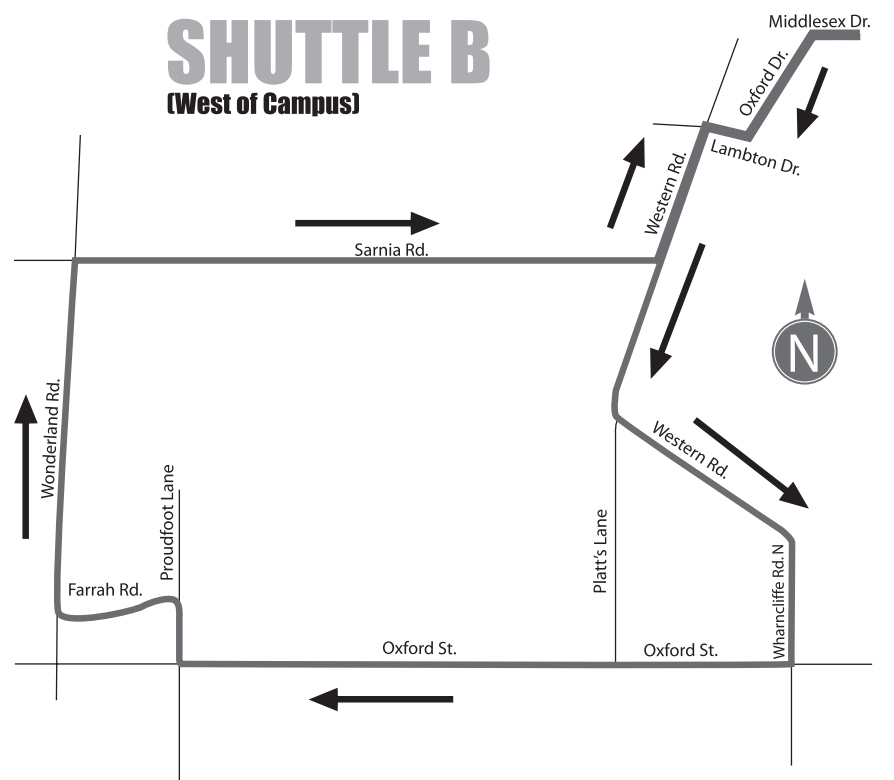 SHUTTLE B
(West of Campus)
Middlesex Dr.
Oxford Dr.
Lambton Dr.
Western Rd.
Sarnia Rd.
N
Wonderland Rd.
Western Rd.
Proudfoot Lane
Platt's Lane
Wharncliffe Rd. N
Farrah Rd.
Oxford St.
Oxford St.